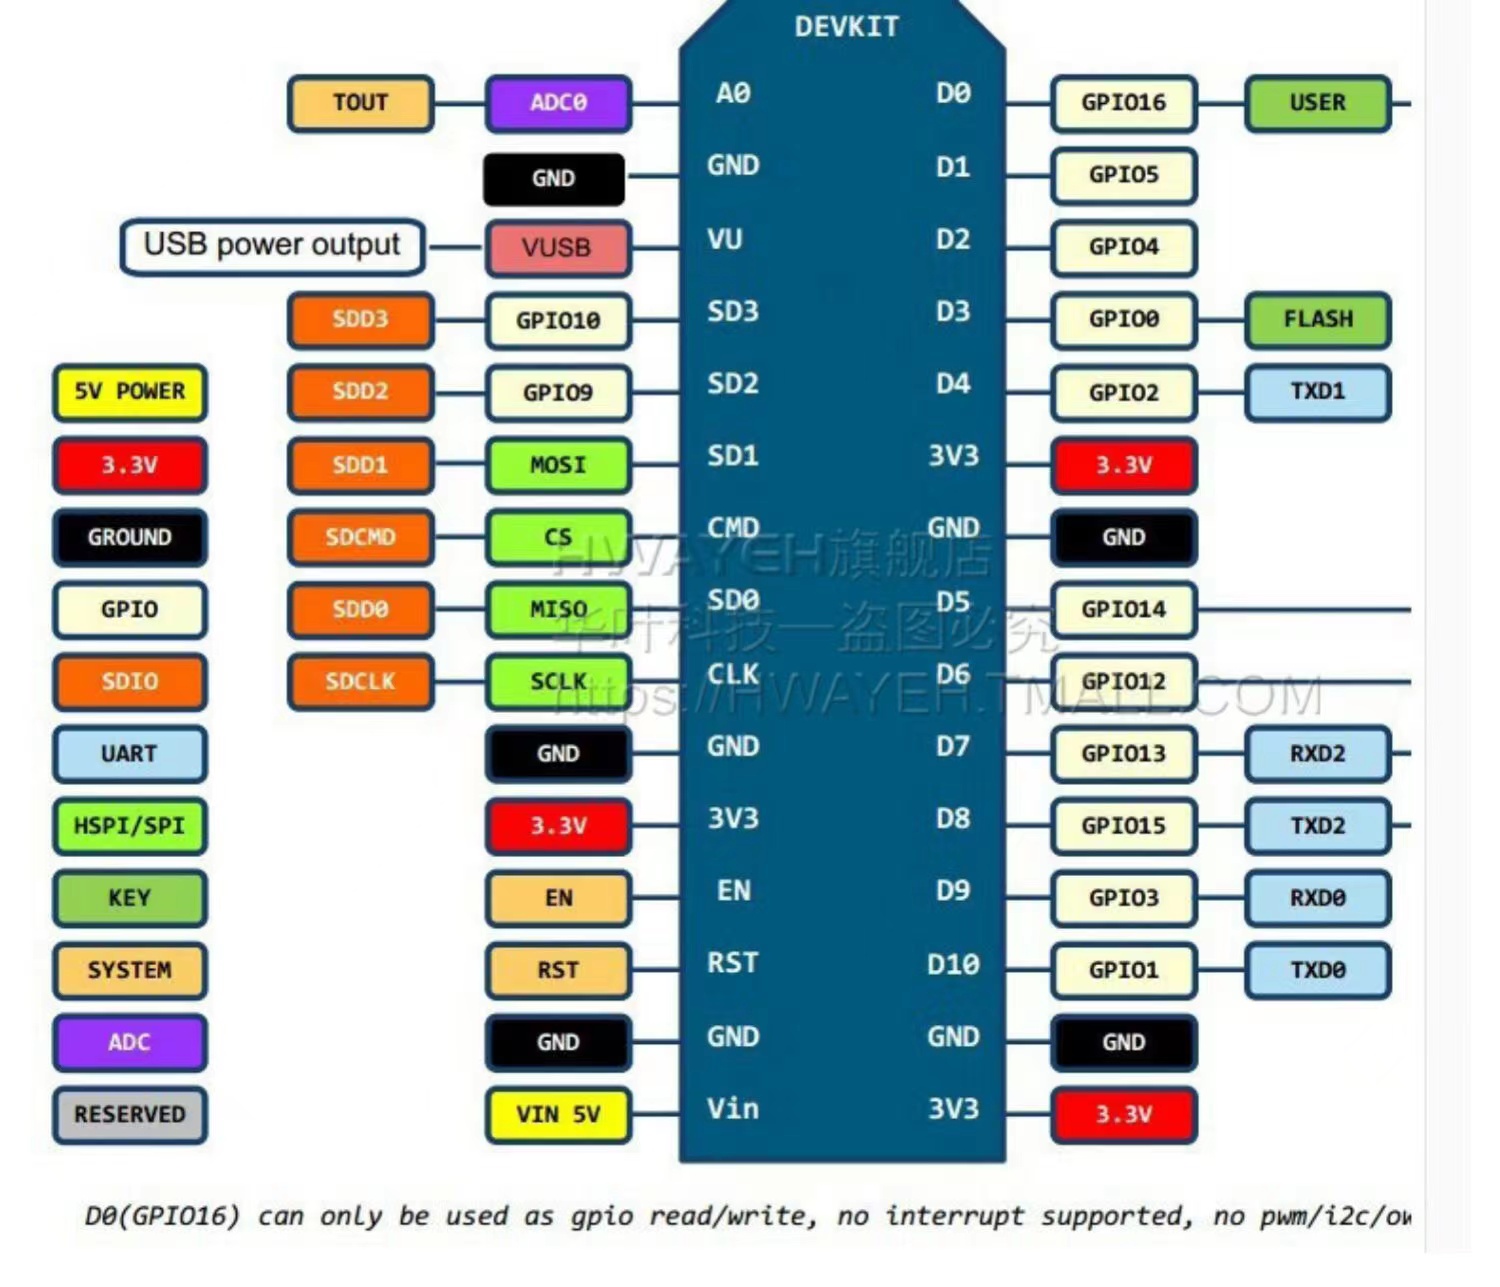 DEVKIT
TOUT ADC0 A0 D0 GPIO16 USER
GND GND D1 GPIO5
USB power output VUSB VU D2 GPIO4
SDD3 GPIO10 SD3 D3 GPIO0 FLASH
5V POWER SDD2 GPIO9 SD2 D4 GPIO2 TXD1
3.3V SDD1 MOSI SD1 3V3 3.3V
GROUND SDCMD CS CMD GND GND
HWAYEH旗舰店
GPIO SDD0 MISO SD0 D5 GPIO14
华叶科技一盗图必究
SDIO SDCLK SCLK CLK D6 GPIO12
https://HWAYEH.TMALL.COM
UART GND GND D7 GPIO13 RXD2
HSPI/SPI 3.3V 3V3 D8 GPIO15 TXD2
KEY EN EN D9 GPIO3 RXD0
SYSTEM RST RST D10 GPIO1 TXD0
ADC GND GND GND GND
RESERVED VIN 5V Vin 3V3 3.3V
D0(GPIO16) can only be used as gpio read/write, no interrupt supported, no pwm/i2c/ow